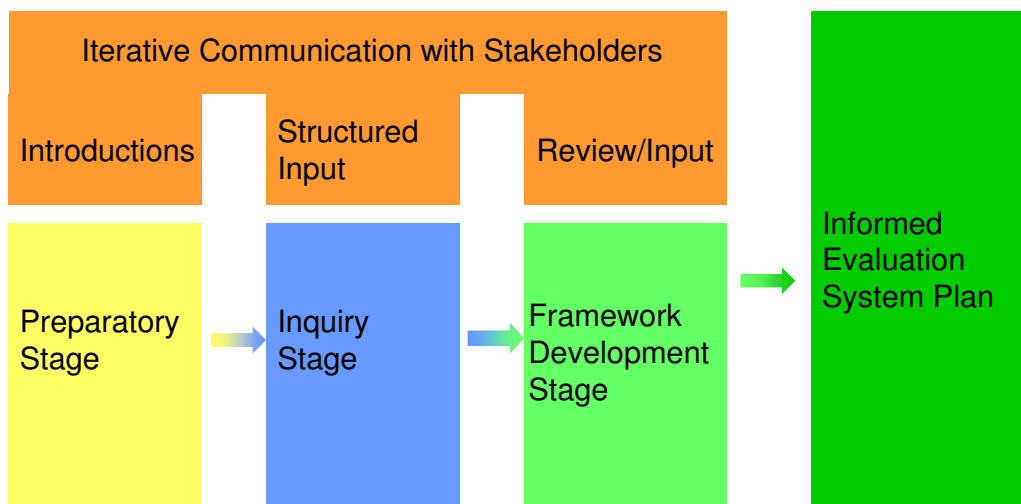 Iterative Communication with Stakeholders
Introductions
Structured
Input
Review/Input
Preparatory
Stage
Inquiry
Stage
Framework
Development
Stage
Informed
Evaluation
System Plan